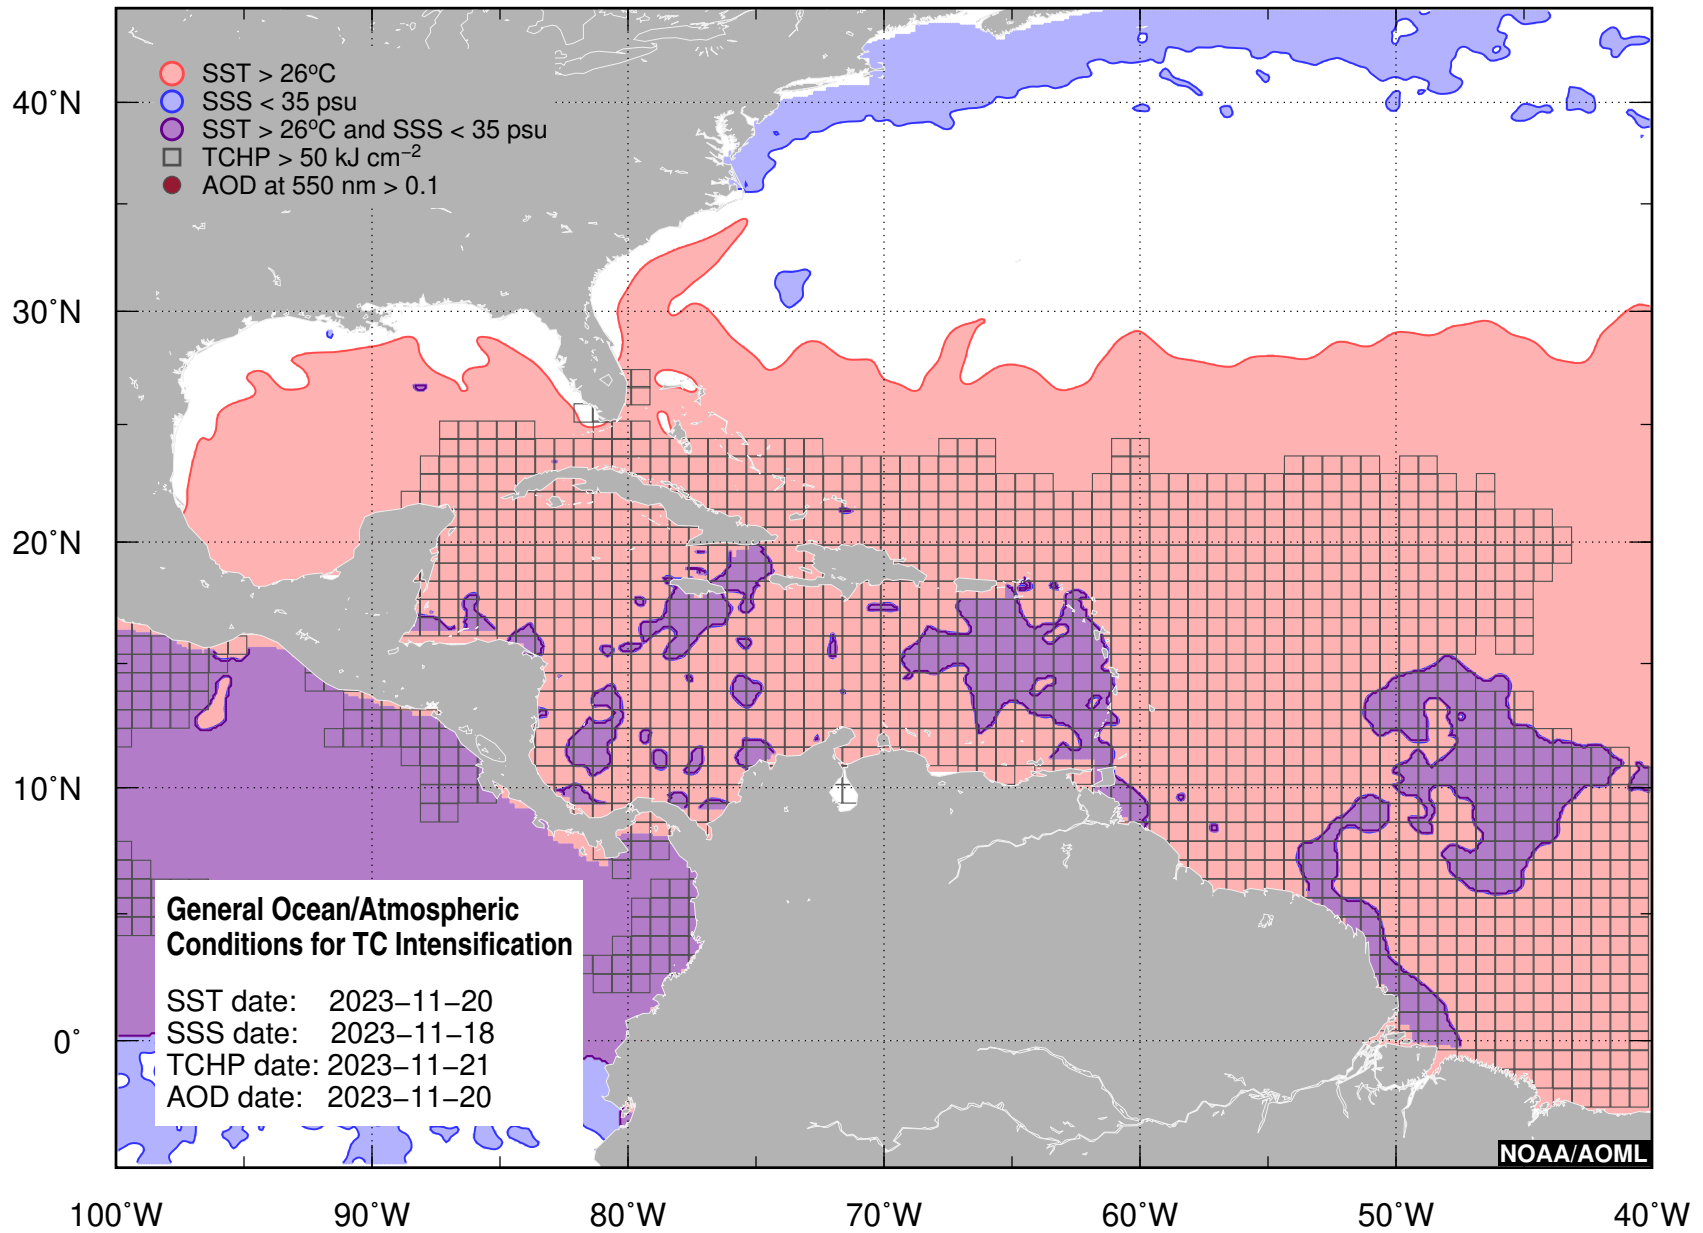 SST > 26°C
SSS < 35 psu
SST > 26°C and SSS < 35 psu
TCHP > 50 kJ cm⁻²
AOD at 550 nm > 0.1
40°N
30°N
20°N
10°N
0°
General Ocean/Atmospheric
Conditions for TC Intensification
SST date: 2023−11−20
SSS date: 2023−11−18
TCHP date: 2023−11−21
AOD date: 2023−11−20
NOAA/AOML
100°W 90°W 80°W 70°W 60°W 50°W 40°W